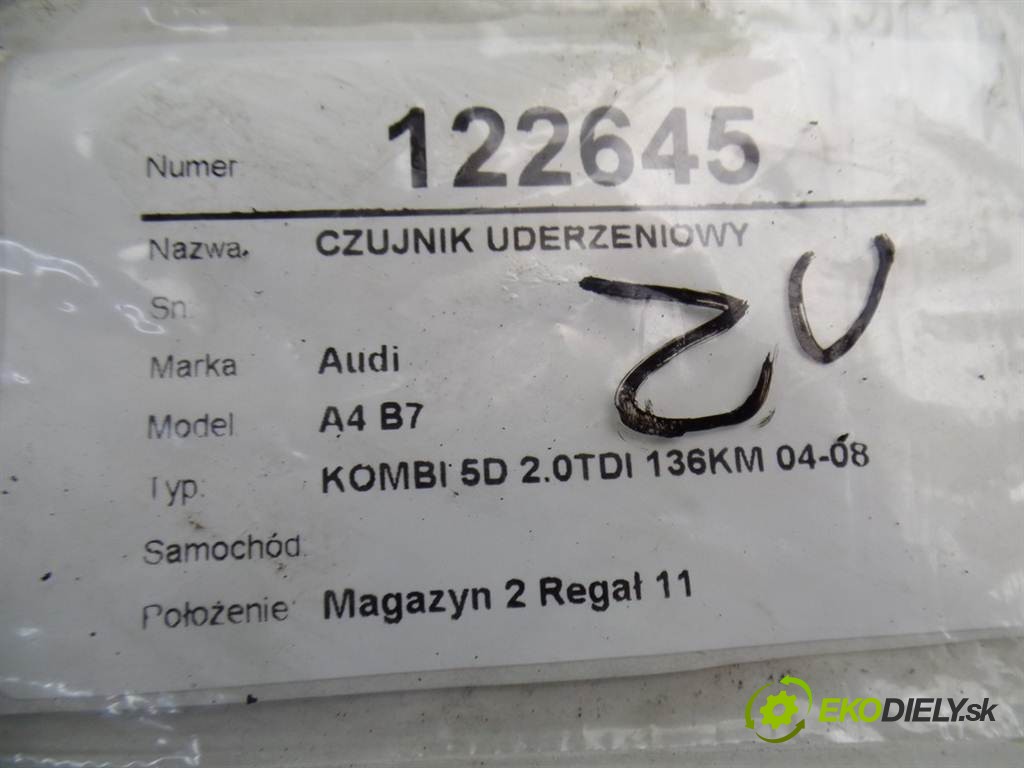 Numer 122645
Nazwa. CZUJNIK UDERZENIOWY
Sn.
Marka Audi
Model A4 B7
Typ: KOMBI 5D 2.0TDI 136KM 04-08
Samochód.
Położenie: Magazyn 2 Regał 11
EKODIELY.sk